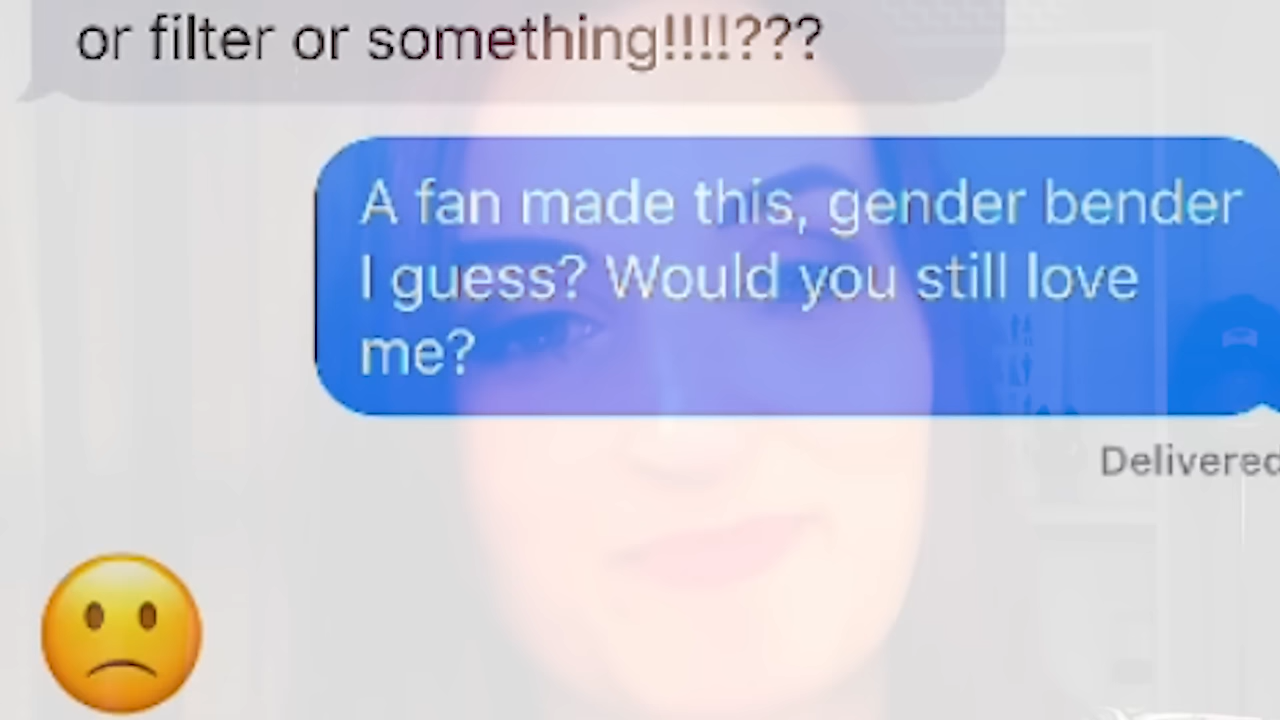 or filter or something!!!!???
A fan made this, gender bender
I guess? Would you still love
me?
Delivered